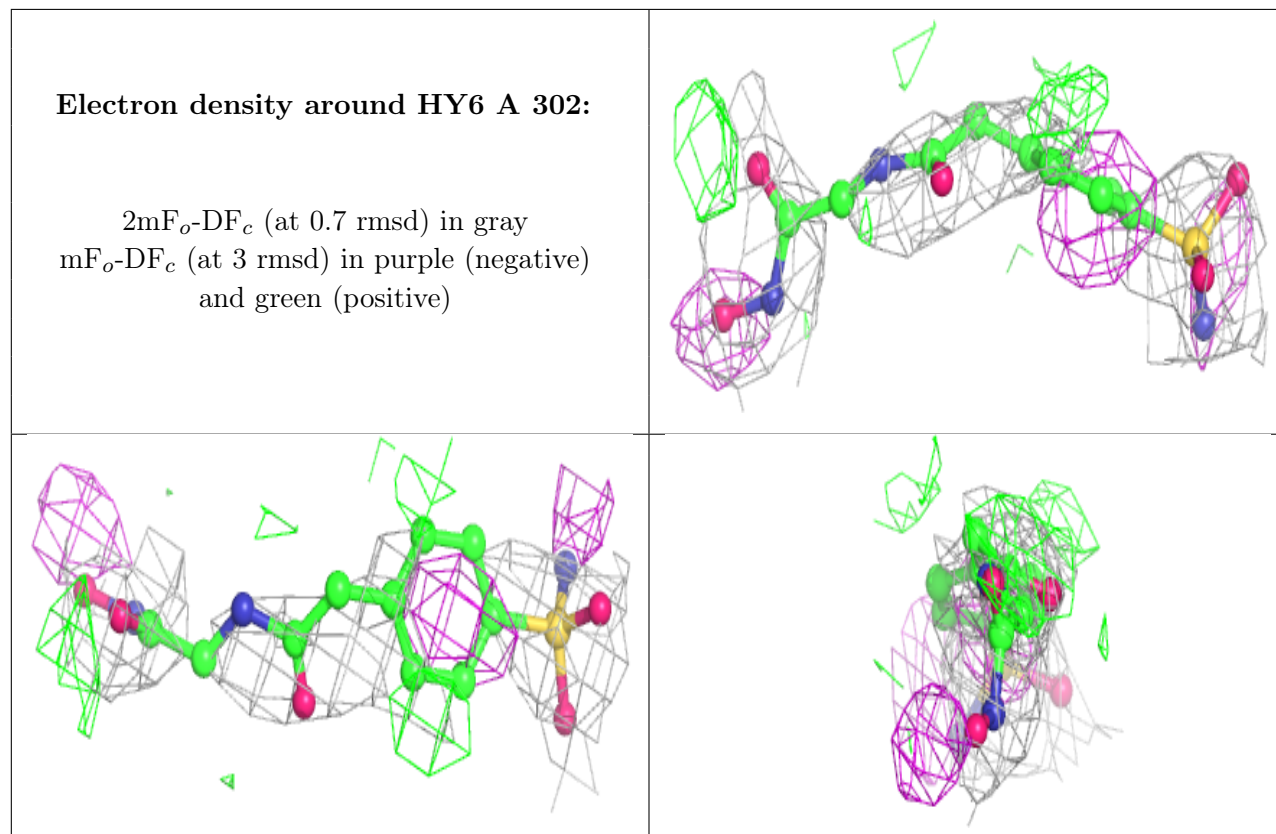 Electron density around HY6 A 302:
2mFo-DFc (at 0.7 rmsd) in gray
mFo-DFc (at 3 rmsd) in purple (negative)
and green (positive)